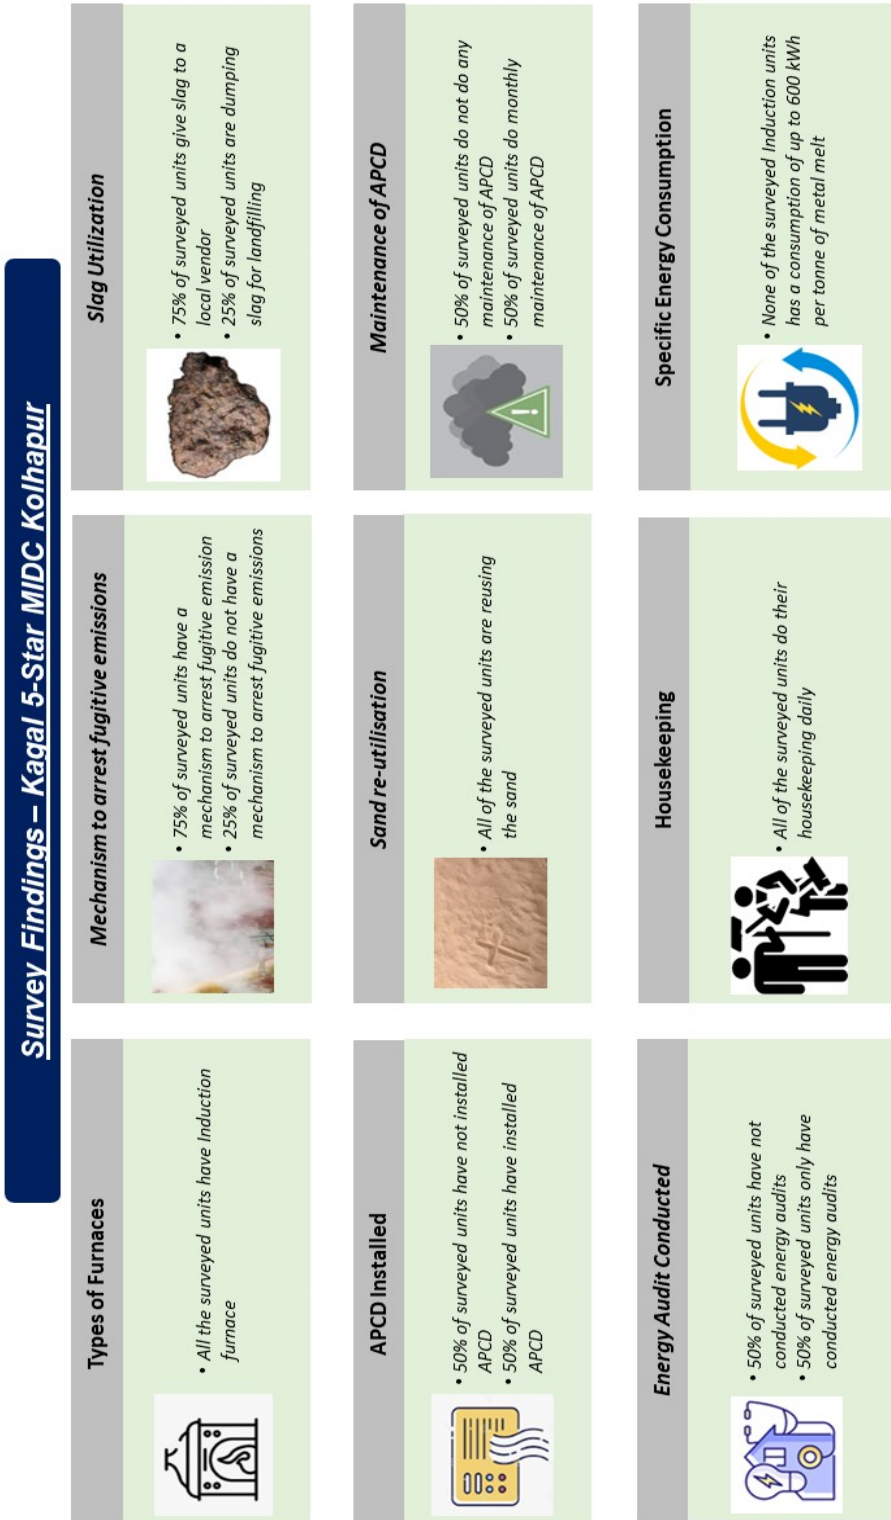 Survey Findings – Kagal 5-Star MIDC Kolhapur
Types of Furnaces
• All the surveyed units have Induction
furnace
Mechanism to arrest fugitive emissions
• 75% of surveyed units have a
mechanism to arrest fugitive emission
• 25% of surveyed units do not have a
mechanism to arrest fugitive emissions
Slag Utilization
• 75% of surveyed units give slag to a
local vendor
• 25% of surveyed units are dumping
slag for landfilling
APCD Installed
• 50% of surveyed units have not installed
APCD
• 50% of surveyed units have installed
APCD
Sand re-utilisation
• All of the surveyed units are reusing
the sand
Maintenance of APCD
• 50% of surveyed units do not do any
maintenance of APCD
• 50% of surveyed units do monthly
maintenance of APCD
Energy Audit Conducted
• 50% of surveyed units have not
conducted energy audits
• 50% of surveyed units only have
conducted energy audits
Housekeeping
• All of the surveyed units do their
housekeeping daily
Specific Energy Consumption
• None of the surveyed Induction units
has a consumption of up to 600 kWh
per tonne of metal melt